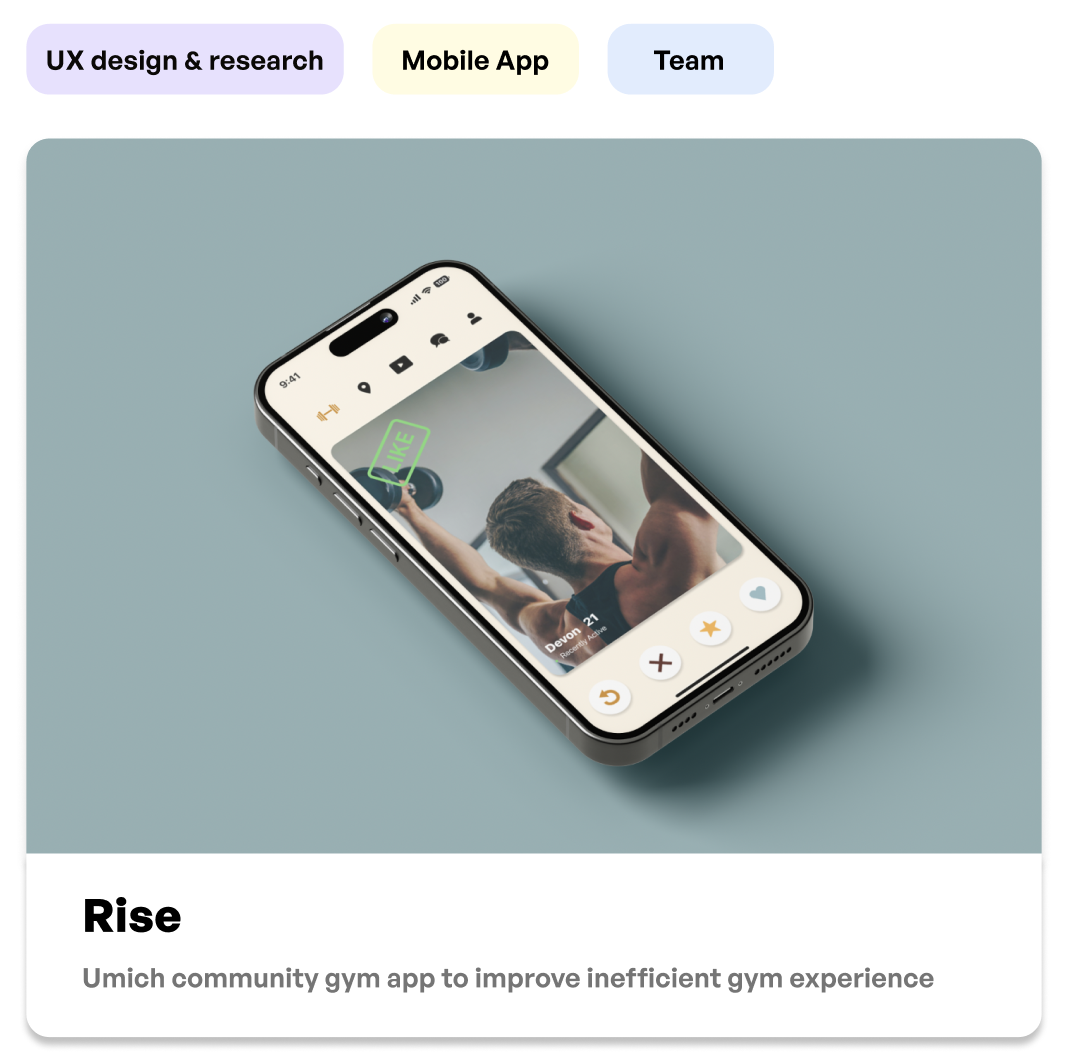 UX design & research
Mobile App
Team
9:41
100
LIKE
Devon 21
Recently Active
Rise
Umich community gym app to improve inefficient gym experience